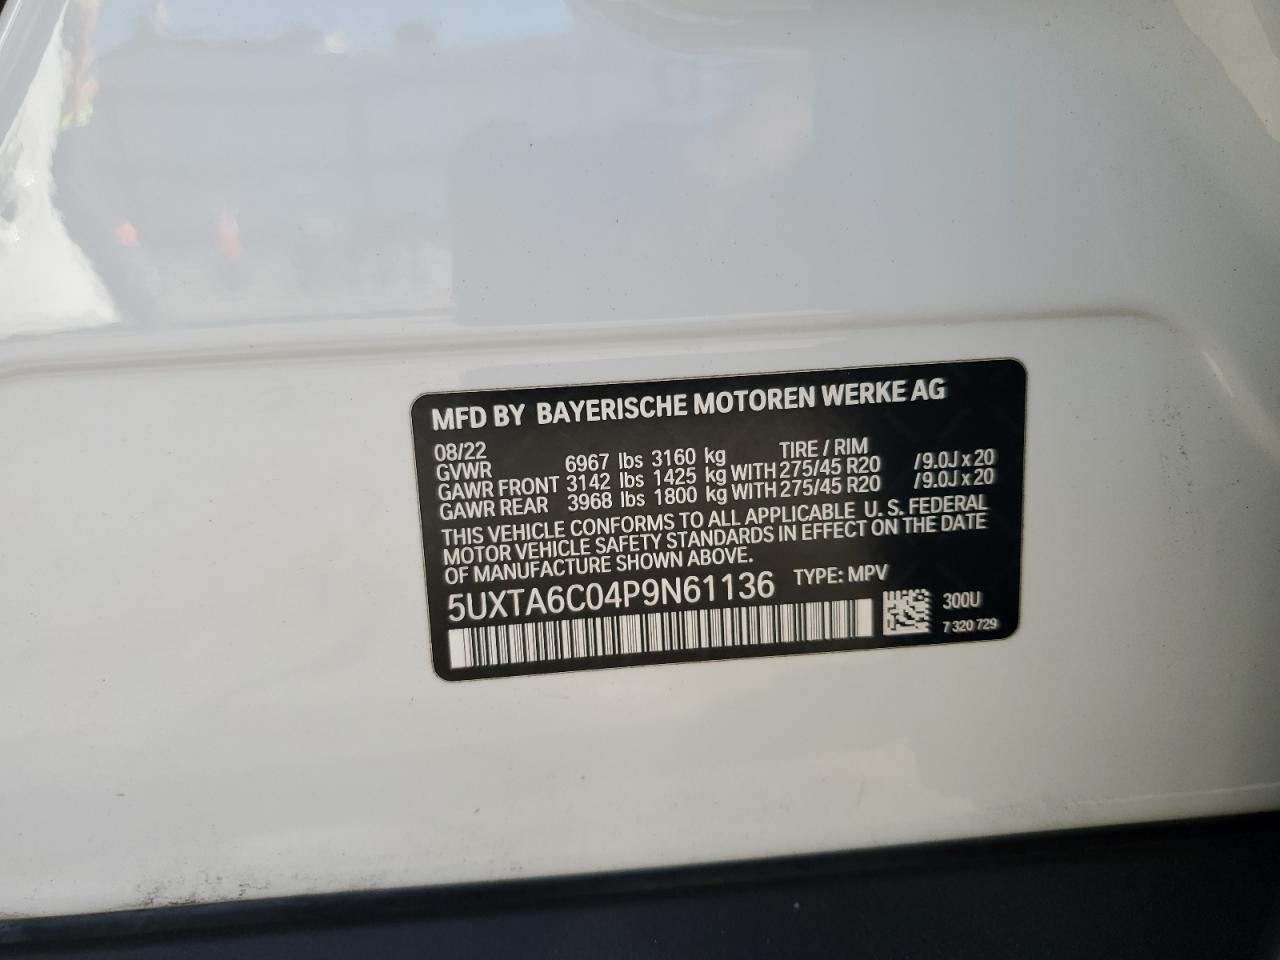 MFD BY BAYERISCHE MOTOREN WERKE AG
08/22
GVWR 6967 lbs 3160 kg TIRE / RIM
GAWR FRONT 3142 lbs 1425 kg WITH 275/45 R20 /9.0J x 20
GAWR REAR 3968 lbs 1800 kg WITH 275/45 R20 /9.0J x 20
THIS VEHICLE CONFORMS TO ALL APPLICABLE U.S. FEDERAL
MOTOR VEHICLE SAFETY STANDARDS IN EFFECT ON THE DATE
OF MANUFACTURE SHOWN ABOVE.
5UXTA6C04P9N61136 TYPE: MPV
300U
7 320 729